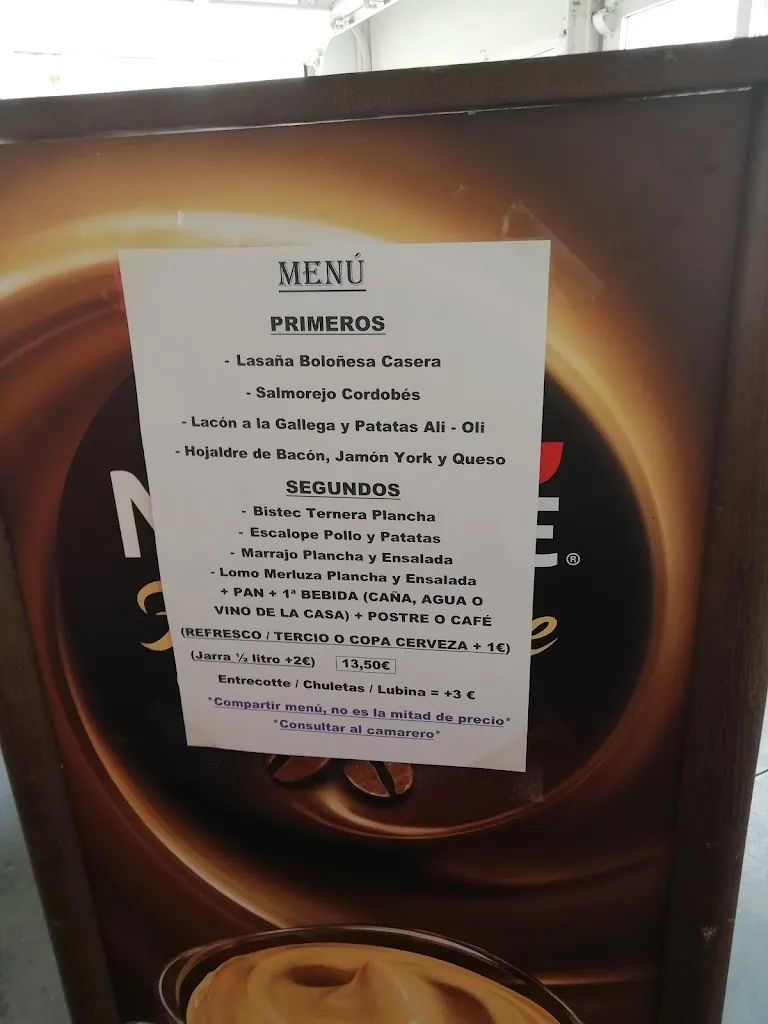 MENÚ
PRIMEROS
- Lasaña Boloñesa Casera
- Salmorejo Cordobés
- Lacón a la Gallega y Patatas Ali - Oli
- Hojaldre de Bacón, Jamón York y Queso
SEGUNDOS
- Bistec Ternera Plancha
- Escalope Pollo y Patatas
- Marrajo Plancha y Ensalada
- Lomo Merluza Plancha y Ensalada
+ PAN + 1ª BEBIDA (CAÑA, AGUA O
VINO DE LA CASA) + POSTRE O CAFÉ
(REFRESCO / TERCIO O COPA CERVEZA + 1€)
(Jarra ½ litro +2€) 13,50€
Entrecotte / Chuletas / Lubina = +3 €
*Compartir menú, no es la mitad de precio*
*Consultar al camarero*
N E®